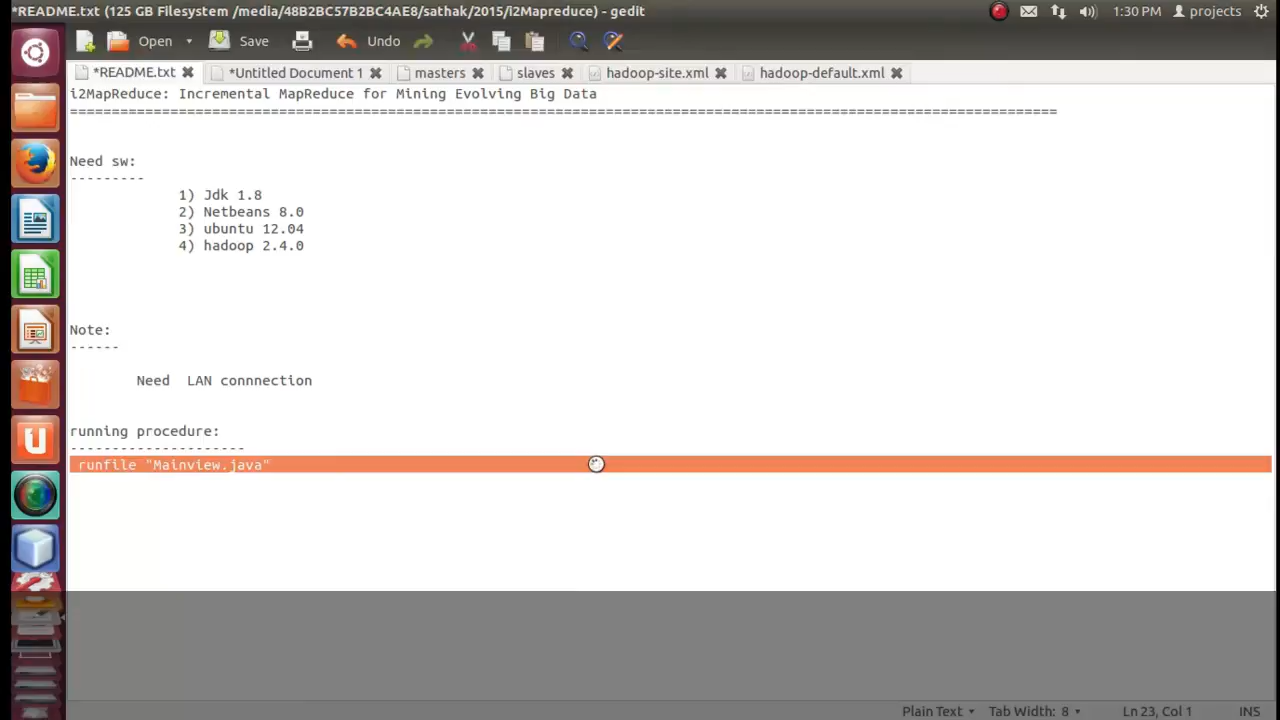 *README.txt (125 GB Filesystem /media/48B2BC57B2BC4AE8/sathak/2015/i2Mapreduce) - gedit
1:30 PM projects
Open Save Undo
*README.txt *Untitled Document 1 masters slaves hadoop-site.xml hadoop-default.xml
i2MapReduce: Incremental MapReduce for Mining Evolving Big Data
======================================================================================================================
Need sw:
---------
1) Jdk 1.8
2) Netbeans 8.0
3) ubuntu 12.04
4) hadoop 2.4.0
Note:
------
Need LAN connnection
running procedure:
---------------------
runfile "Mainview.java"
Plain Text Tab Width: 8 Ln 23, Col 1 INS